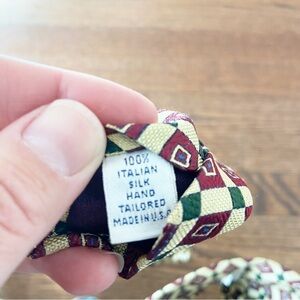 100%
ITALIAN
SILK
HAND
TAILORED
MADE IN U.S.A